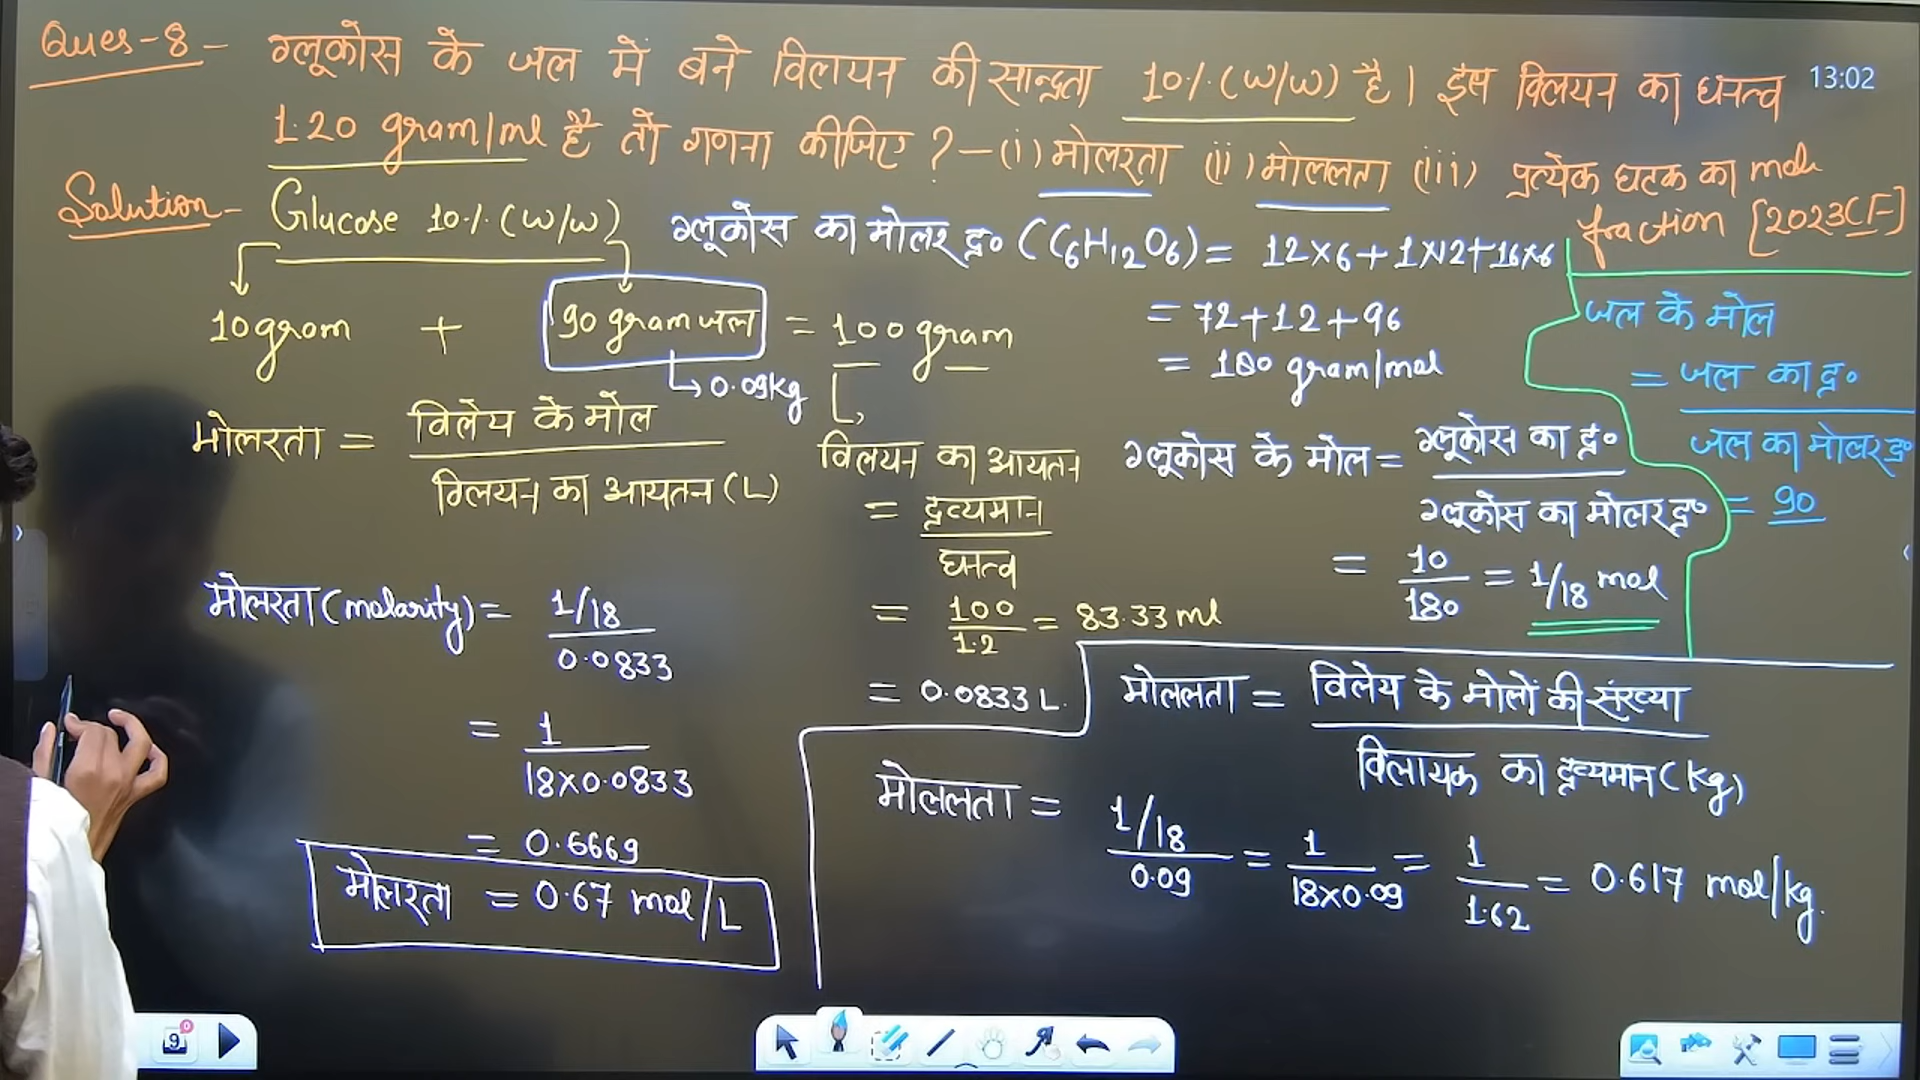 Ques-8- ग्लूकोस के जल में बने विलयन की सान्द्रता 10% (w/w) है। इस विलयन का घनत्व
13:02
1.20 gram/ml है तो गणना कीजिए ? - (i) मोलरता (ii) मोललता (iii) प्रत्येक घटक का mole
fraction [2023CF]
Solution- Glucose 10% (w/w)
10 gram + 90 gram जल = 100 gram
→ 0.09 kg
मोलरता = विलेय के मोल
विलयन का आयतन (L)
विलयन का आयतन
= द्रव्यमान
घनत्व
= 100 = 83.33 ml
1.2
= 0.0833 L.
मोलरता (molarity) = 1/18
0.0833
= 1
18×0.0833
= 0.6669
मोलरता = 0.67 mol/L
ग्लूकोस का मोलर द्र० (C6H12O6) = 12×6+1×12+16×6
= 72+12+96
= 180 gram/mol
ग्लूकोस के मोल = ग्लूकोस का द्र०
ग्लूकोस का मोलर द्र०
= 10 = 1/18 mol
180
जल के मोल
= जल का द्र०
जल का मोलर द्र०
= 90
मोललता = विलेय के मोलों की संख्या
विलायक का द्रव्यमान (kg)
मोललता = 1/18 = 1 = 1 = 0.617 mol/kg.
0.09 18×0.09 1.62
9
0